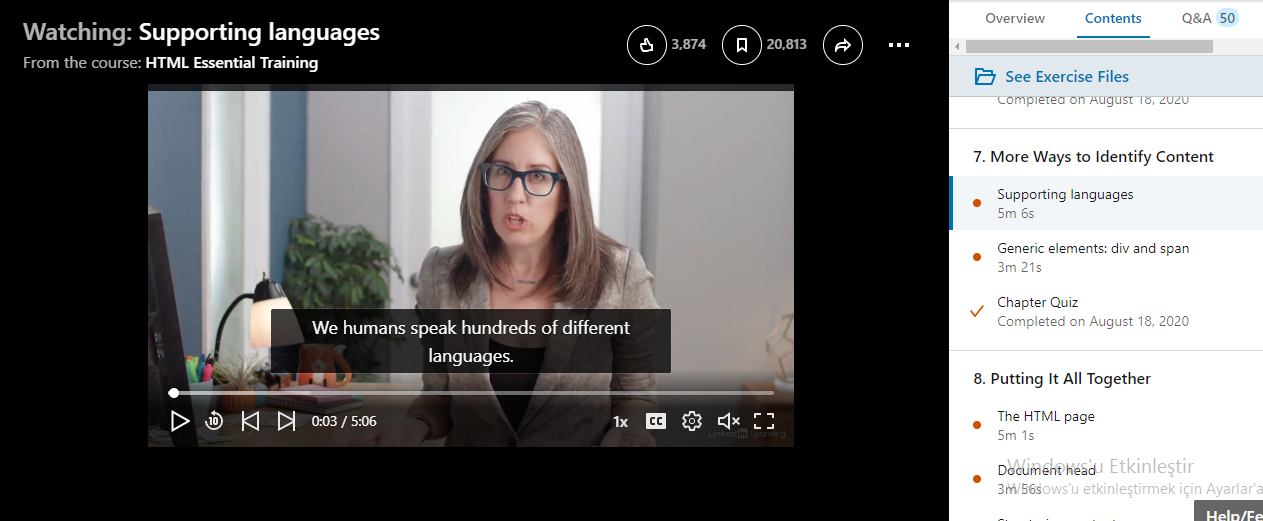 Watching: Supporting languages
From the course: HTML Essential Training
3,874
20,813
We humans speak hundreds of different
languages.
10
0:03 / 5:06
1x
CC
LinkedIn Learning
Overview
Contents
Q&A 50
See Exercise Files
Completed on August 18, 2020
7. More Ways to Identify Content
Supporting languages
5m 6s
Generic elements: div and span
3m 21s
Chapter Quiz
Completed on August 18, 2020
8. Putting It All Together
The HTML page
5m 1s
Document head
3m 56s
Windows'u Etkinleştir
Windows'u etkinleştirmek için Ayarlar'a
Help/Fe